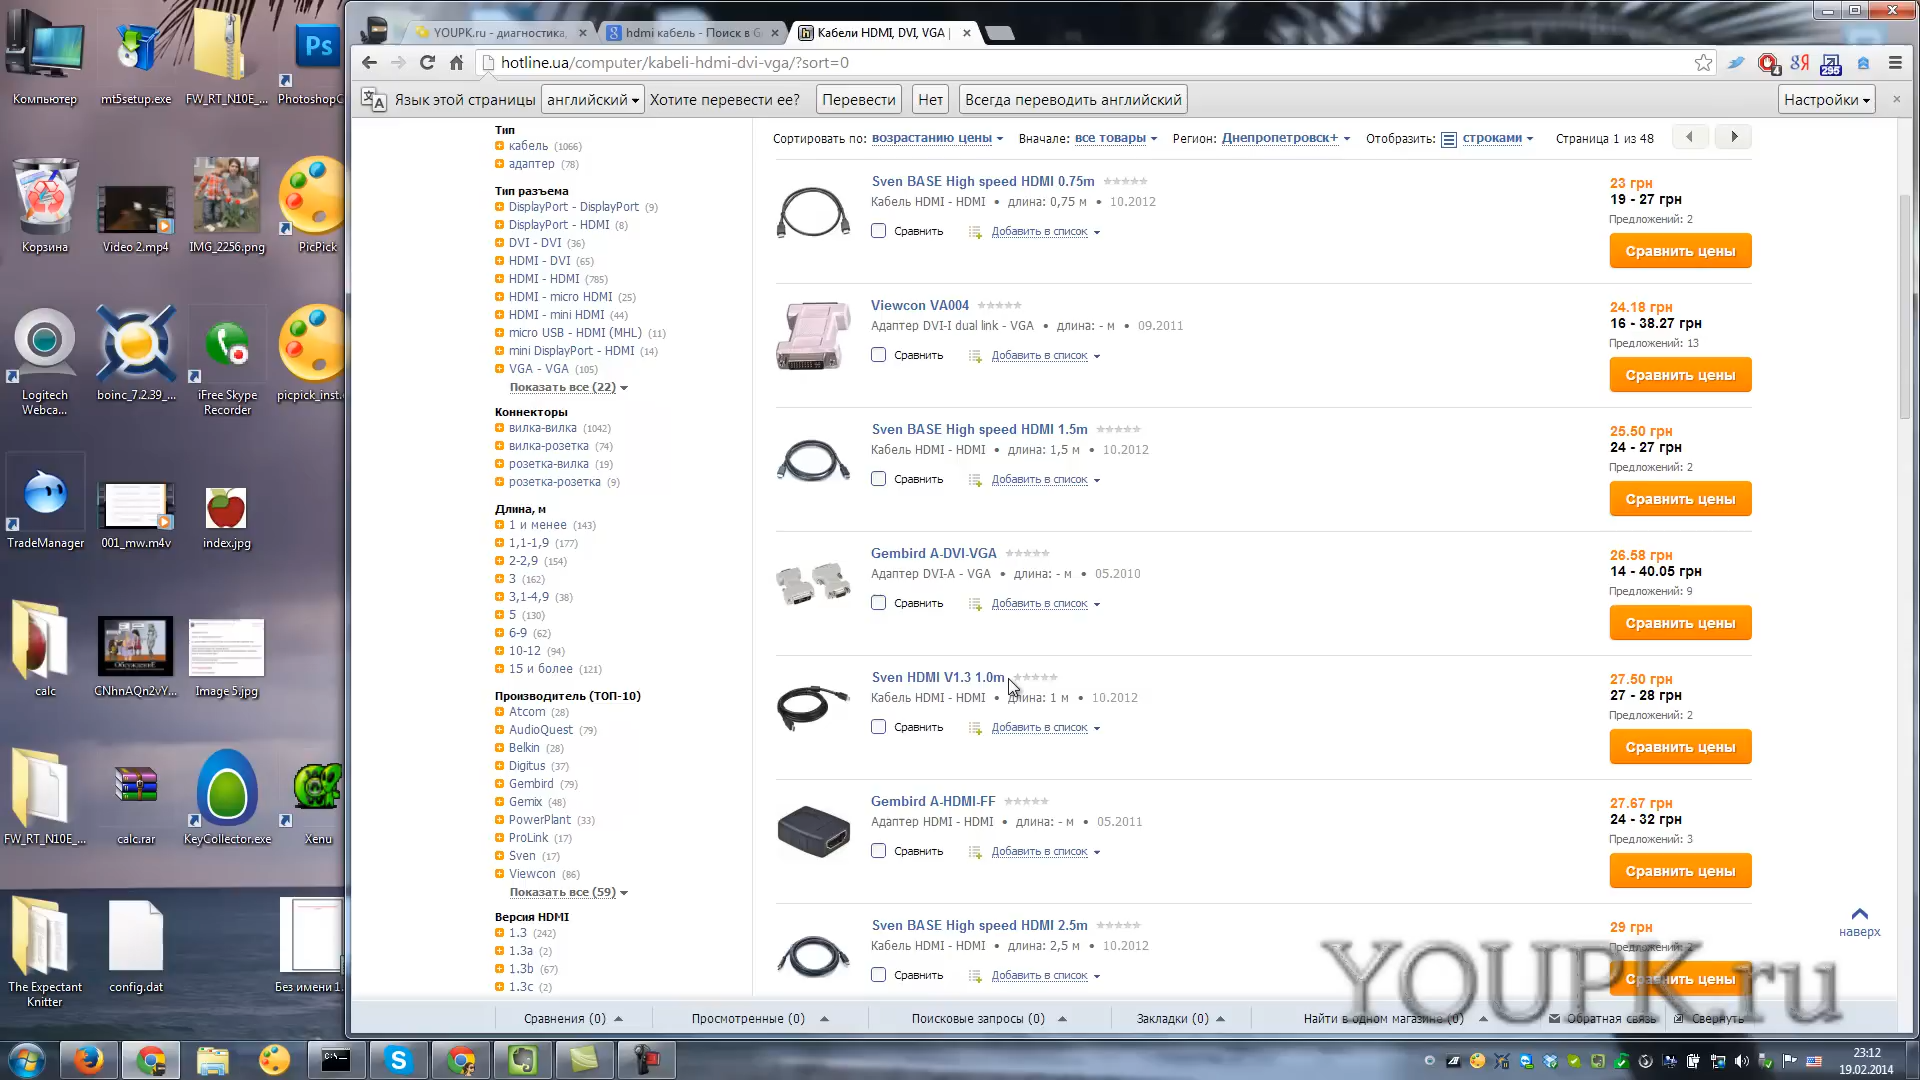 YOUPK.ru - диагностика,
hdmi кабель - Поиск в G
Кабели HDMI, DVI, VGA |
hotline.ua/computer/kabeli-hdmi-dvi-vga/?sort=0
Язык этой страницы английский Хотите перевести ее? Перевести Нет Всегда переводить английский Настройки
Компьютер
mt5setup.exe
FW_RT_N10E_...
PhotoshopC
Корзина
Video 2.mp4
IMG_2256.png
PicPick
Logitech Webca...
boinc_7.2.39_...
iFree Skype Recorder
picpick_inst.
TradeManager
001_mw.m4v
index.jpg
calc
CNhnAQn2vY...
Image 5.jpg
FW_RT_N10E_...
calc.rar
KeyCollector.exe
Xenu
The Expectant Knitter
config.dat
Без имени 1.
Тип
кабель (1066)
адаптер (78)
Тип разъема
DisplayPort - DisplayPort (9)
DisplayPort - HDMI (8)
DVI - DVI (36)
HDMI - DVI (65)
HDMI - HDMI (785)
HDMI - micro HDMI (25)
HDMI - mini HDMI (44)
micro USB - HDMI (MHL) (11)
mini DisplayPort - HDMI (14)
VGA - VGA (105)
Показать все (22)
Коннекторы
вилка-вилка (1042)
вилка-розетка (74)
розетка-вилка (19)
розетка-розетка (9)
Длина, м
1 и менее (143)
1,1-1,9 (177)
2-2,9 (154)
3 (162)
3,1-4,9 (38)
5 (130)
6-9 (62)
10-12 (94)
15 и более (121)
Производитель (ТОП-10)
Atcom (28)
AudioQuest (79)
Belkin (28)
Digitus (37)
Gembird (79)
Gemix (48)
PowerPlant (33)
ProLink (17)
Sven (17)
Viewcon (86)
Показать все (59)
Версия HDMI
1.3 (242)
1.3a (2)
1.3b (67)
1.3c (2)
Сортировать по: возрастанию цены Вначале: все товары Регион: Днепропетровск+ Отобразить: строками Страница 1 из 48
Sven BASE High speed HDMI 0.75m
Кабель HDMI - HDMI • длина: 0,75 м • 10.2012
Сравнить Добавить в список
23 грн
19 - 27 грн
Предложений: 2
Сравнить цены
Viewcon VA004
Адаптер DVI-I dual link - VGA • длина: - м • 09.2011
Сравнить Добавить в список
24.18 грн
16 - 38.27 грн
Предложений: 13
Сравнить цены
Sven BASE High speed HDMI 1.5m
Кабель HDMI - HDMI • длина: 1,5 м • 10.2012
Сравнить Добавить в список
25.50 грн
24 - 27 грн
Предложений: 2
Сравнить цены
Gembird A-DVI-VGA
Адаптер DVI-A - VGA • длина: - м • 05.2010
Сравнить Добавить в список
26.58 грн
14 - 40.05 грн
Предложений: 9
Сравнить цены
Sven HDMI V1.3 1.0m
Кабель HDMI - HDMI • длина: 1 м • 10.2012
Сравнить Добавить в список
27.50 грн
27 - 28 грн
Предложений: 2
Сравнить цены
Gembird A-HDMI-FF
Адаптер HDMI - HDMI • длина: - м • 05.2011
Сравнить Добавить в список
27.67 грн
24 - 32 грн
Предложений: 3
Сравнить цены
Sven BASE High speed HDMI 2.5m
Кабель HDMI - HDMI • длина: 2,5 м • 10.2012
Сравнить Добавить в список
29 грн
Предложений: 2
Сравнить цены
наверх
YOUPK.ru
Сравнения (0) Просмотренные (0) Поисковые запросы (0) Закладки (0) Найти в одном магазине (0) Обратная связь Свернуть
23:12
19.02.2014